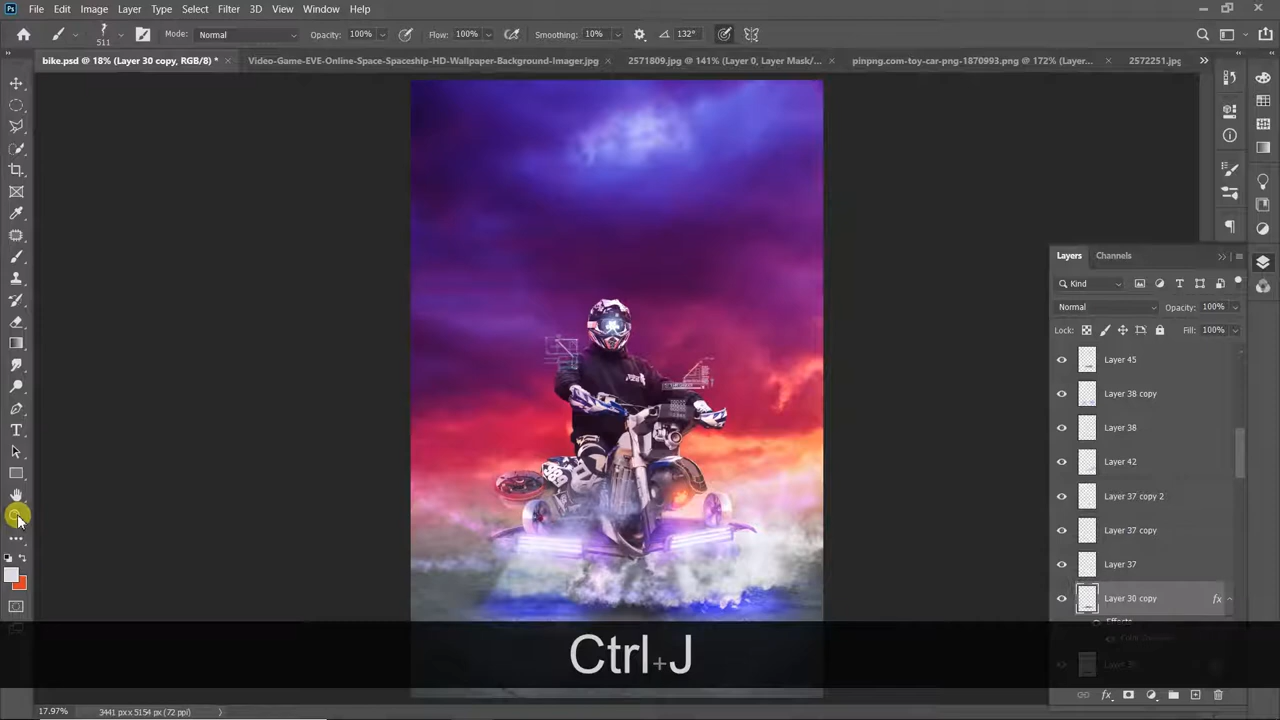 Ps File Edit Image Layer Type Select Filter 3D View Window Help
511 Mode: Normal Opacity: 100% Flow: 100% Smoothing: 10% 132°
bike.psd @ 18% (Layer 30 copy, RGB/8) * Video-Game-EVE-Online-Space-Spaceship-HD-Wallpaper-Background-Imager.jpg 2571809.jpg @ 141% (Layer 0, Layer Mask/... pinpng.com-toy-car-png-1870993.png @ 172% (Layer... 2572251.jpg
Layers Channels
Kind
Normal Opacity: 100%
Lock: Fill: 100%
Layer 45
Layer 38 copy
Layer 38
Layer 42
Layer 37 copy 2
Layer 37 copy
Layer 37
Layer 30 copy fx
Effects
Ctrl+J
17.97% 3441 px x 5154 px (72 ppi)